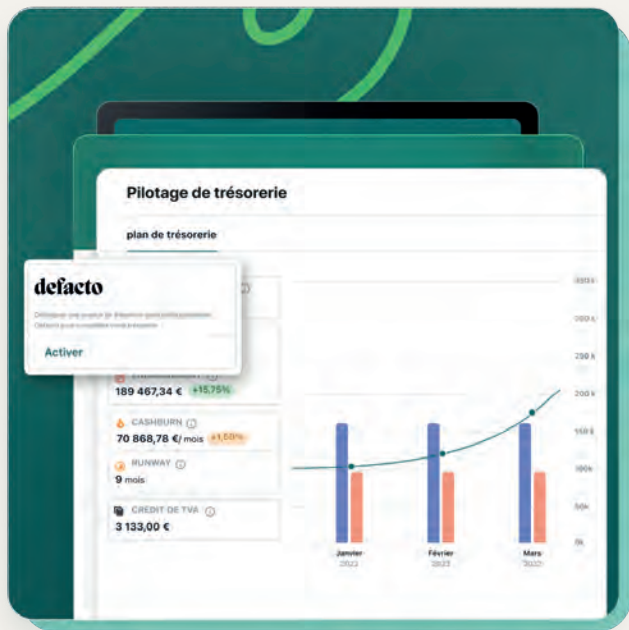 Pilotage de trésorerie
plan de trésorerie
defacto
Activer
189 467,34 € +15,75%
CASHBURN
70 868,78 €/ mois +1,50%
RUNWAY
9 mois
CREDIT DE TVA
3 133,00 €
300 k
250 k
200 k
150 k
100k
50k
0k
Janvier
Février
Mars
2022